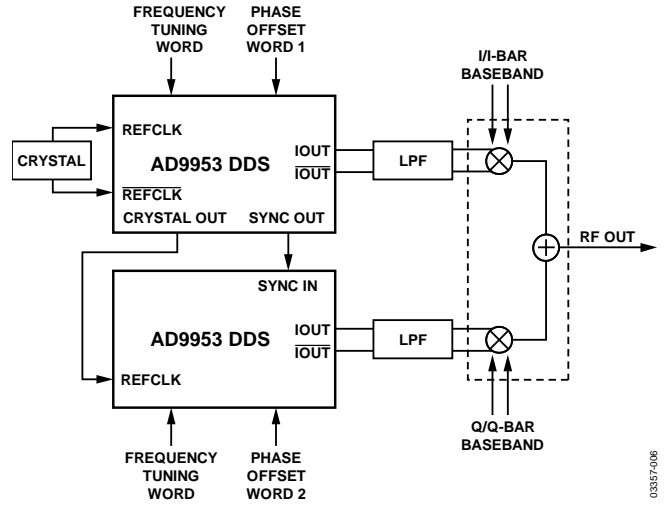 FREQUENCY
TUNING
WORD
PHASE
OFFSET
WORD 1
I/I-BAR
BASEBAND
CRYSTAL
REFCLK
AD9953 DDS
REFCLK
IOUT
IOUT
LPF
CRYSTAL OUT
SYNC OUT
RF OUT
SYNC IN
AD9953 DDS
IOUT
IOUT
LPF
REFCLK
FREQUENCY
TUNING
WORD
PHASE
OFFSET
WORD 2
Q/Q-BAR
BASEBAND
03357-006